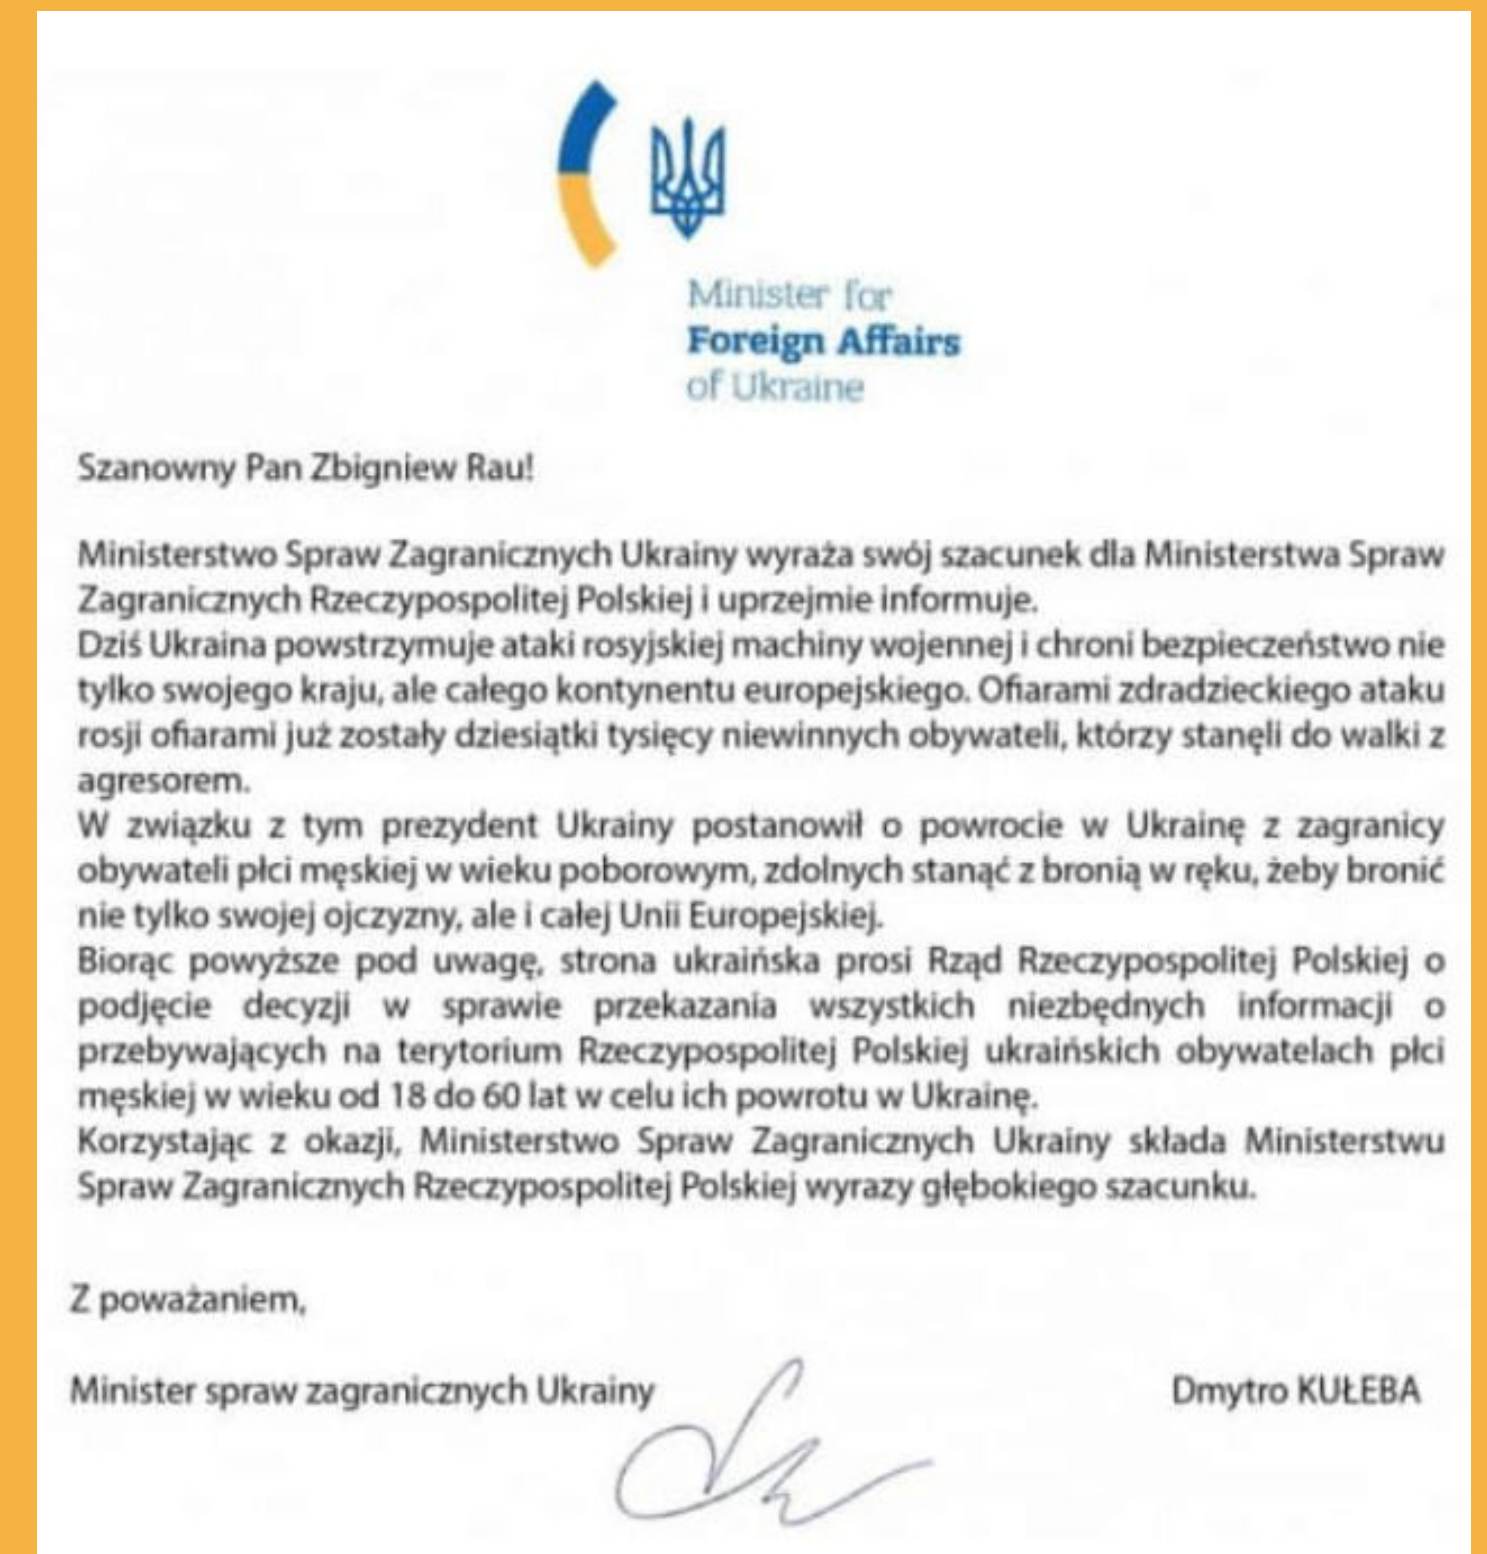 Minister for
Foreign Affairs
of Ukraine
Szanowny Pan Zbigniew Rau!
Ministerstwo Spraw Zagranicznych Ukrainy wyraża swój szacunek dla Ministerstwa Spraw
Zagranicznych Rzeczypospolitej Polskiej i uprzejmie informuje.
Dziś Ukraina powstrzymuje ataki rosyjskiej machiny wojennej i chroni bezpieczeństwo nie
tylko swojego kraju, ale całego kontynentu europejskiego. Ofiarami zdradzieckiego ataku
rosji ofiarami już zostały dziesiątki tysięcy niewinnych obywateli, którzy stanęli do walki z
agresorem.
W związku z tym prezydent Ukrainy postanowił o powrocie w Ukrainę z zagranicy
obywateli płci męskiej w wieku poborowym, zdolnych stanąć z bronią w ręku, żeby bronić
nie tylko swojej ojczyzny, ale i całej Unii Europejskiej.
Biorąc powyższe pod uwagę, strona ukraińska prosi Rząd Rzeczypospolitej Polskiej o
podjęcie decyzji w sprawie przekazania wszystkich niezbędnych informacji o
przebywających na terytorium Rzeczypospolitej Polskiej ukraińskich obywatelach płci
męskiej w wieku od 18 do 60 lat w celu ich powrotu w Ukrainę.
Korzystając z okazji, Ministerstwo Spraw Zagranicznych Ukrainy składa Ministerstwu
Spraw Zagranicznych Rzeczypospolitej Polskiej wyrazy głębokiego szacunku.
Z poważaniem,
Minister spraw zagranicznych Ukrainy Dmytro KUŁEBA